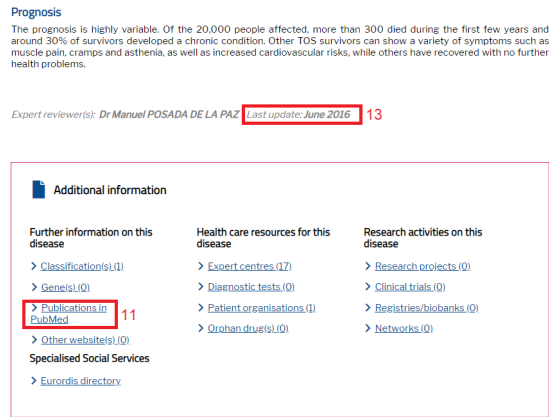 Prognosis
The prognosis is highly variable. Of the 20,000 people affected, more than 300 died during the first few years and
around 30% of survivors developed a chronic condition. Other TOS survivors can show a variety of symptoms such as
muscle pain, cramps and asthenia, as well as increased cardiovascular risks, while others have recovered with no further
health problems.
Expert reviewer(s): Dr Manuel POSADA DE LA PAZ Last update: June 2016 13
Additional information
Further information on this
disease
Classification(s) (1)
Gene(s) (0)
Publications in
PubMed
11
Other website(s) (0)
Specialised Social Services
Eurordis directory
Health care resources for this
disease
Expert centres (17)
Diagnostic tests (0)
Patient organisations (1)
Orphan drug(s) (0)
Research activities on this
disease
Research projects (0)
Clinical trials (0)
Registries/biobanks (0)
Networks (0)